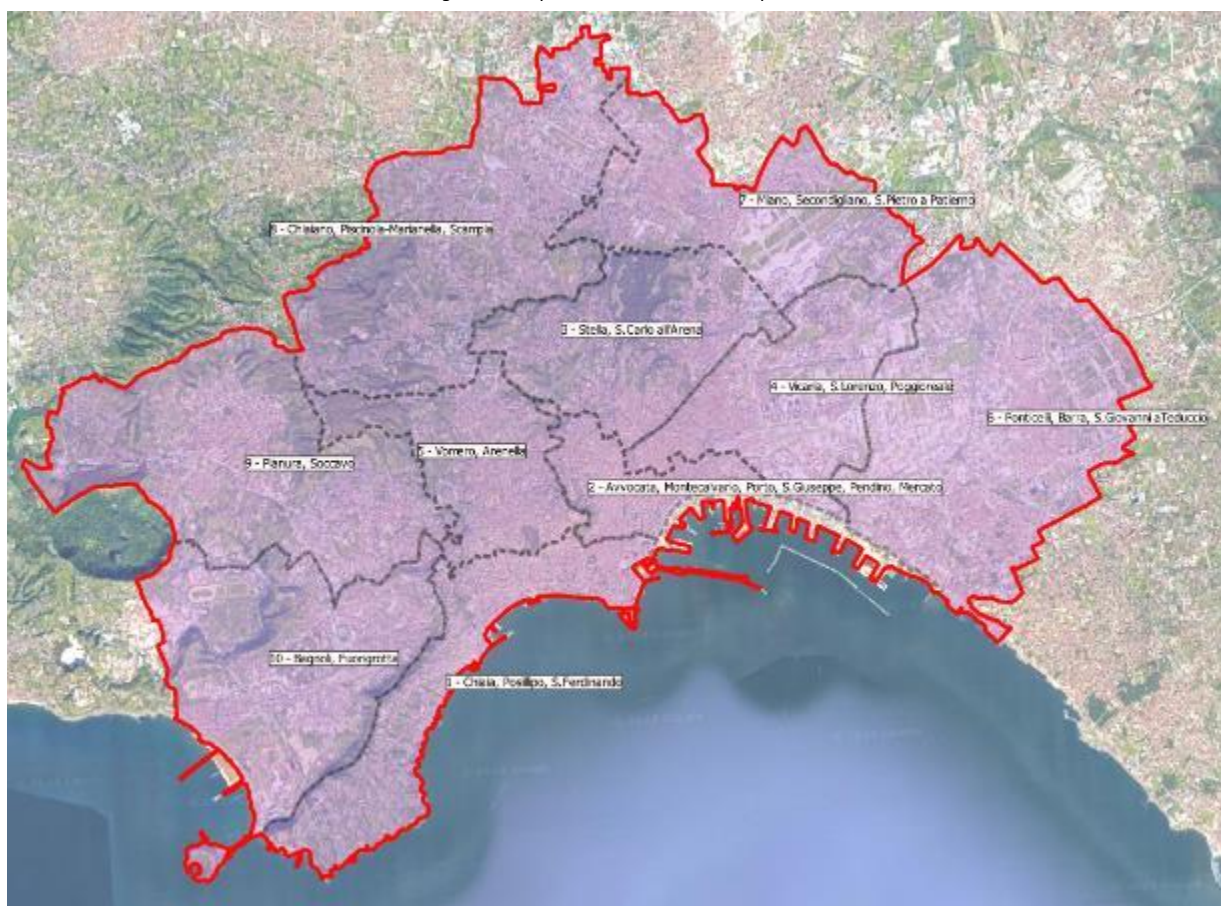 7 - Miano, Secondigliano, S.Pietro a Patierno
8 - Chiaiano, Piscinola-Marianella, Scampia
3 - Stella, S.Carlo all'Arena
4 - Vicaria, S.Lorenzo, Poggioreale
6 - Ponticelli, Barra, S.Giovanni a Teduccio
5 - Vomero, Arenella
9 - Pianura, Soccavo
2 - Avvocata, Montecalvario, Porto, S.Giuseppe, Pendino, Mercato
10 - Bagnoli, Fuorigrotta
1 - Chiaia, Posillipo, S.Ferdinando